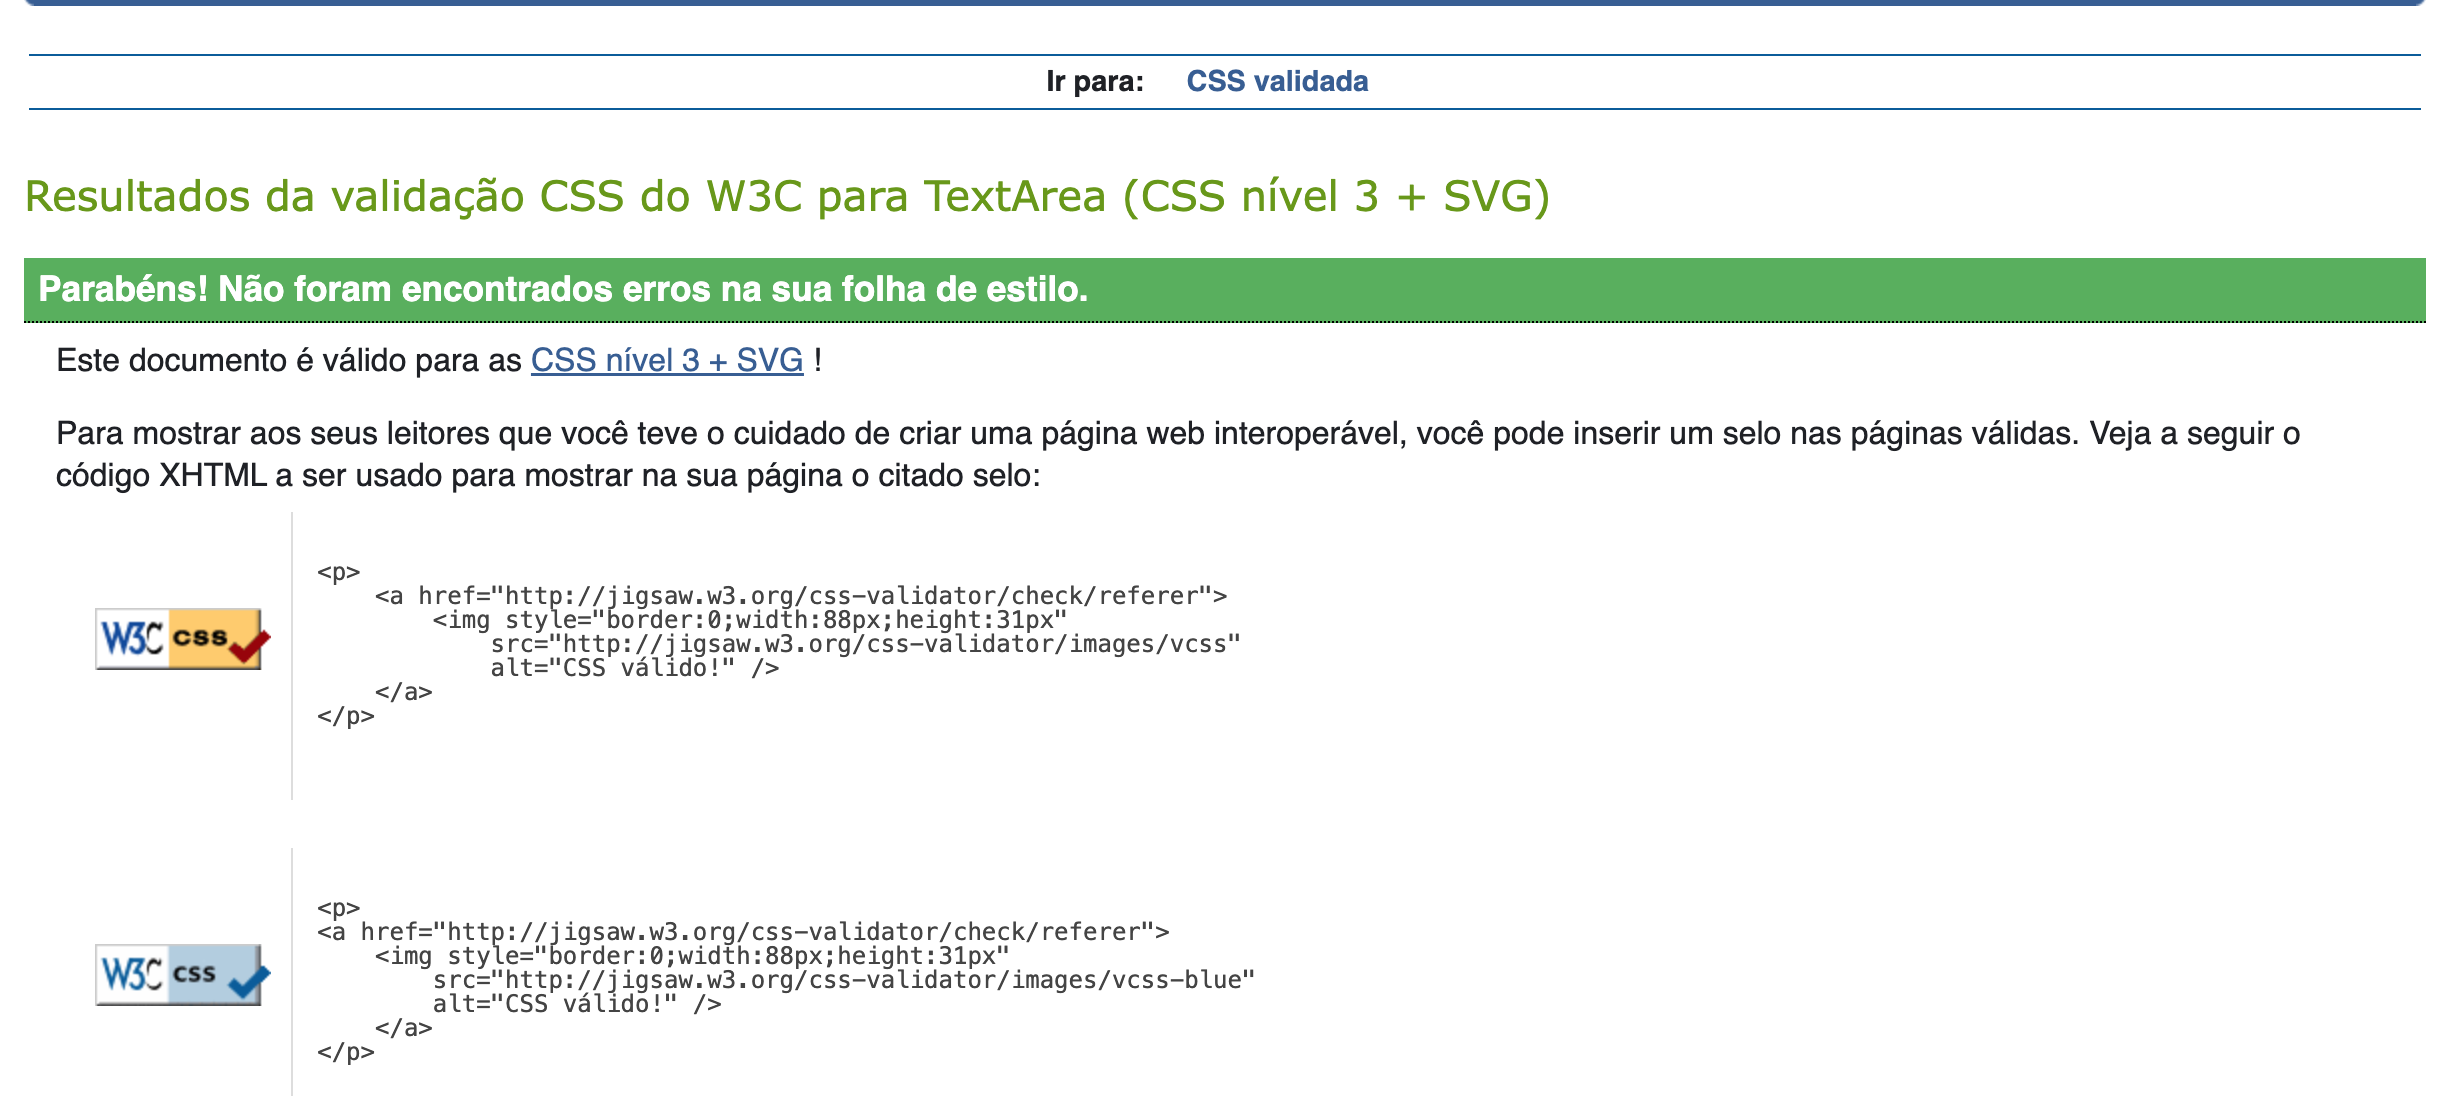 Ir para: CSS validada
Resultados da validação CSS do W3C para TextArea (CSS nível 3 + SVG)
Parabéns! Não foram encontrados erros na sua folha de estilo.
Este documento é válido para as CSS nível 3 + SVG !
Para mostrar aos seus leitores que você teve o cuidado de criar uma página web interoperável, você pode inserir um selo nas páginas válidas. Veja a seguir o
código XHTML a ser usado para mostrar na sua página o citado selo:
W3C css
<p>
    <a href="http://jigsaw.w3.org/css-validator/check/referer">
        <img style="border:0;width:88px;height:31px"
            src="http://jigsaw.w3.org/css-validator/images/vcss"
            alt="CSS válido!" />
    </a>
</p>
W3C css
<p>
<a href="http://jigsaw.w3.org/css-validator/check/referer">
    <img style="border:0;width:88px;height:31px"
        src="http://jigsaw.w3.org/css-validator/images/vcss-blue"
        alt="CSS válido!" />
    </a>
</p>